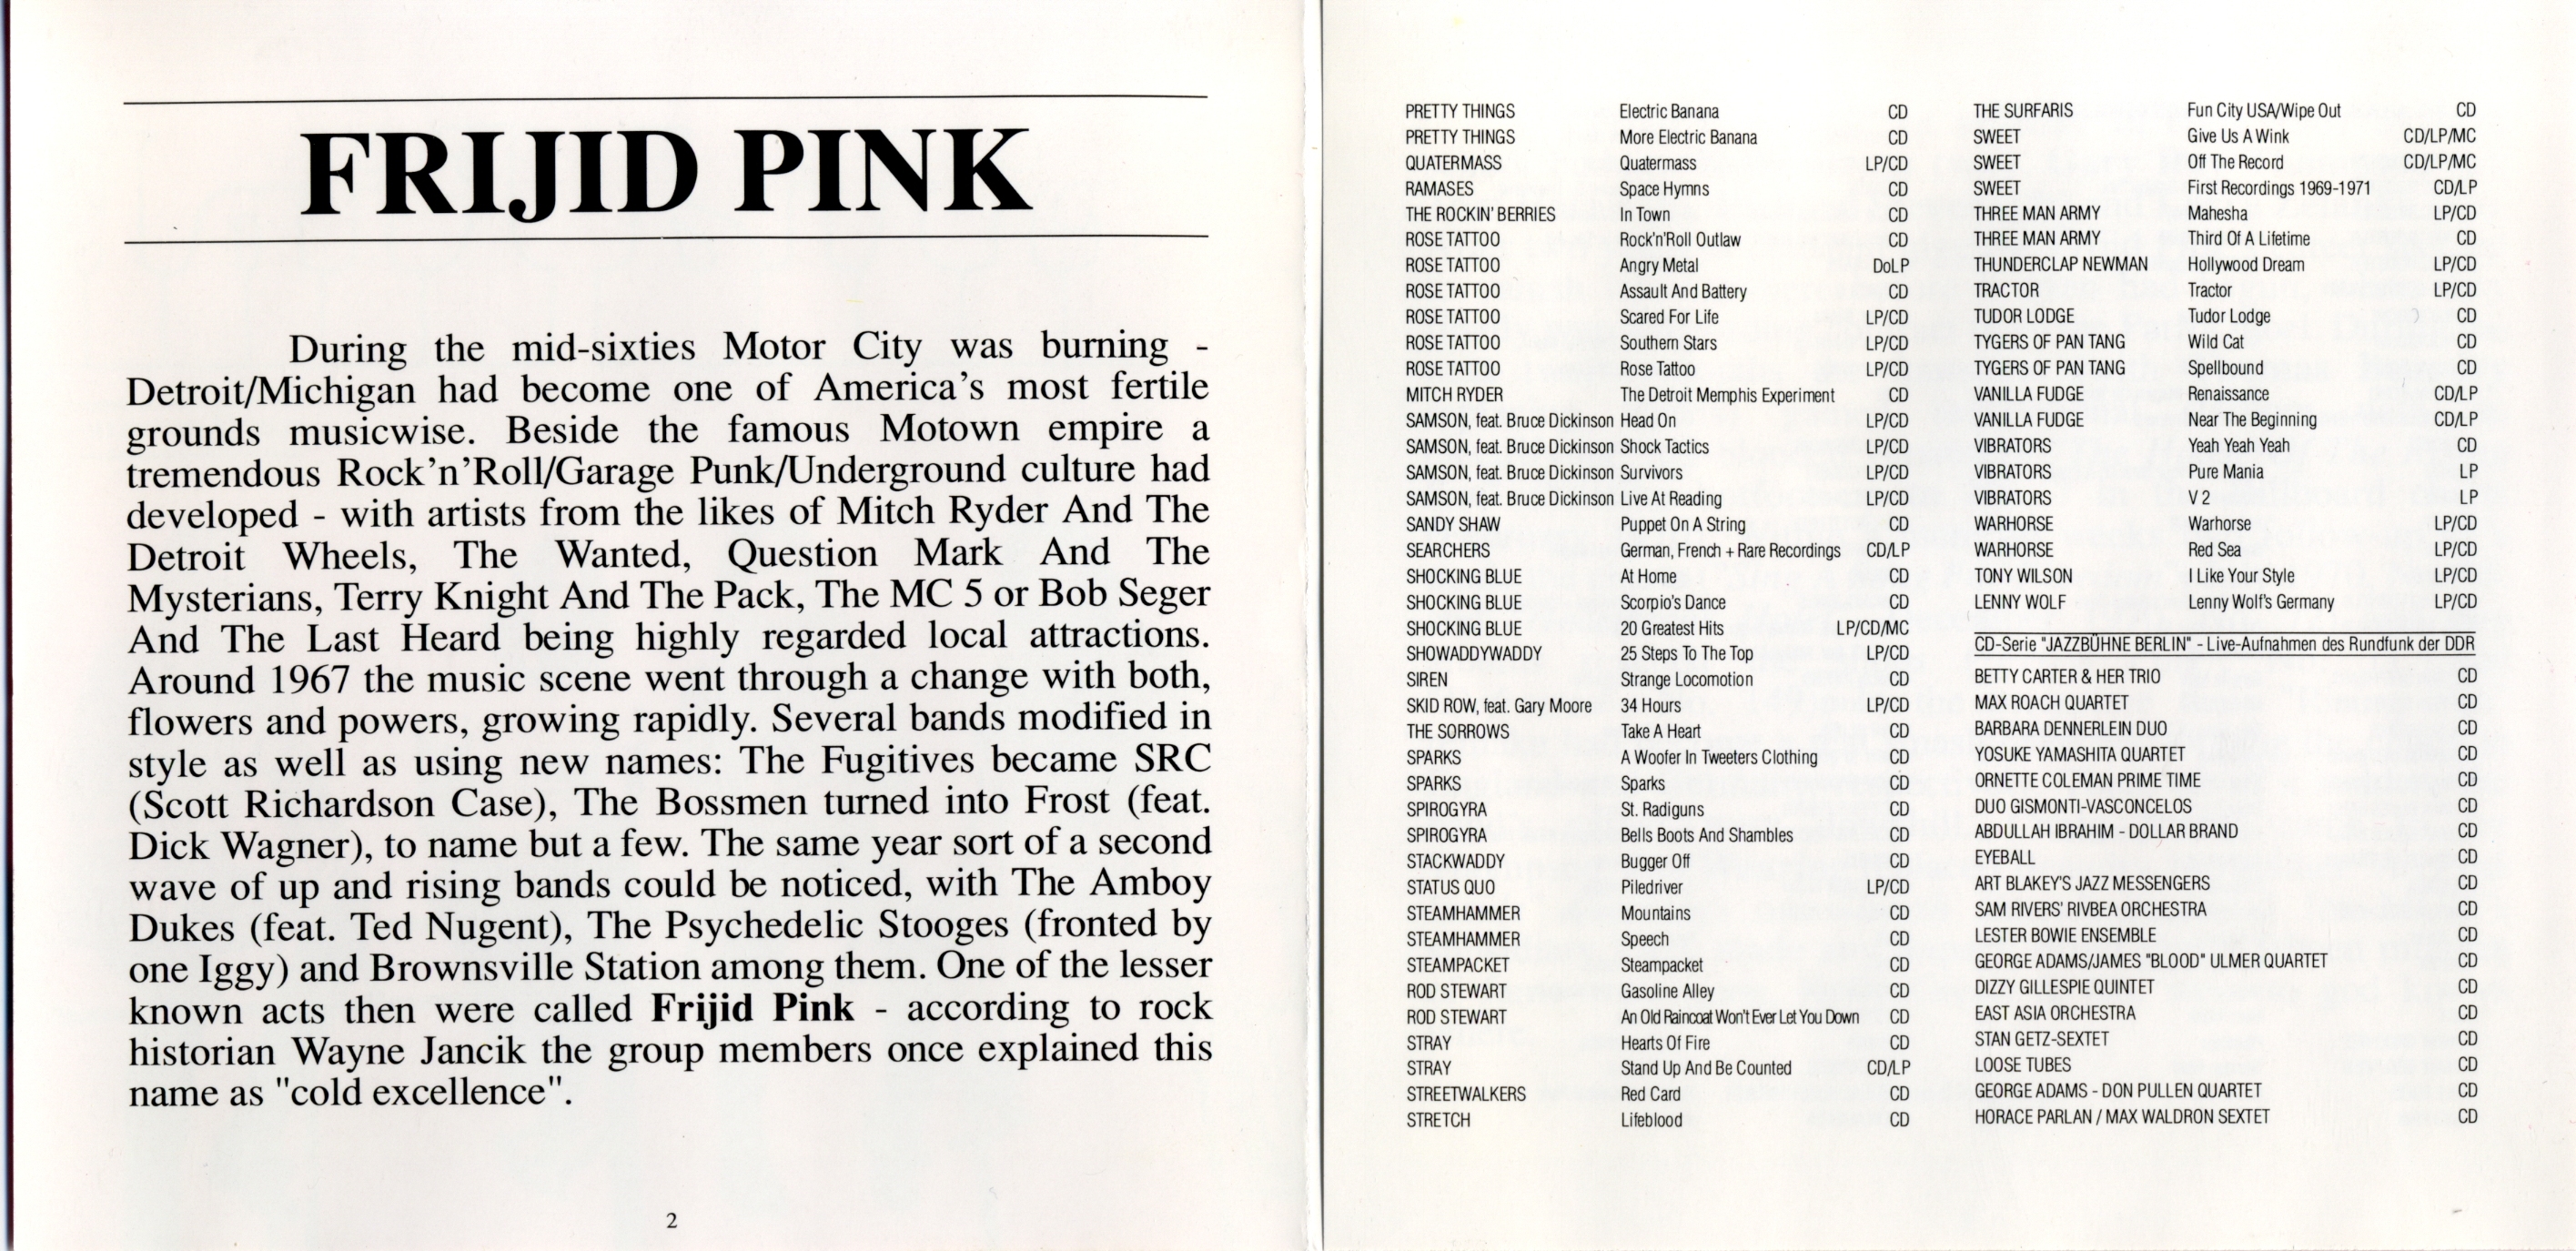 FRIJID PINK
During the mid-sixties Motor City was burning -
Detroit/Michigan had become one of America's most fertile
grounds musicwise. Beside the famous Motown empire a
tremendous Rock'n'Roll/Garage Punk/Underground culture had
developed - with artists from the likes of Mitch Ryder And The
Detroit Wheels, The Wanted, Question Mark And The
Mysterians, Terry Knight And The Pack, The MC 5 or Bob Seger
And The Last Heard being highly regarded local attractions.
Around 1967 the music scene went through a change with both,
flowers and powers, growing rapidly. Several bands modified in
style as well as using new names: The Fugitives became SRC
(Scott Richardson Case), The Bossmen turned into Frost (feat.
Dick Wagner), to name but a few. The same year sort of a second
wave of up and rising bands could be noticed, with The Amboy
Dukes (feat. Ted Nugent), The Psychedelic Stooges (fronted by
one Iggy) and Brownsville Station among them. One of the lesser
known acts then were called Frijid Pink - according to rock
historian Wayne Jancik the group members once explained this
name as "cold excellence".
2
PRETTY THINGS Electric Banana CD
PRETTY THINGS More Electric Banana CD
QUATERMASS Quatermass LP/CD
RAMASES Space Hymns CD
THE ROCKIN' BERRIES In Town CD
ROSE TATTOO Rock'n'Roll Outlaw CD
ROSE TATTOO Angry Metal DoLP
ROSE TATTOO Assault And Battery CD
ROSE TATTOO Scared For Life LP/CD
ROSE TATTOO Southern Stars LP/CD
ROSE TATTOO Rose Tattoo LP/CD
MITCH RYDER The Detroit Memphis Experiment CD
SAMSON, feat. Bruce Dickinson Head On LP/CD
SAMSON, feat. Bruce Dickinson Shock Tactics LP/CD
SAMSON, feat. Bruce Dickinson Survivors LP/CD
SAMSON, feat. Bruce Dickinson Live At Reading LP/CD
SANDY SHAW Puppet On A String CD
SEARCHERS German, French + Rare Recordings CD/LP
SHOCKING BLUE At Home CD
SHOCKING BLUE Scorpio's Dance CD
SHOCKING BLUE 20 Greatest Hits LP/CD/MC
SHOWADDYWADDY 25 Steps To The Top LP/CD
SIREN Strange Locomotion CD
SKID ROW, feat. Gary Moore 34 Hours LP/CD
THE SORROWS Take A Heart CD
SPARKS A Woofer In Tweeters Clothing CD
SPARKS Sparks CD
SPIROGYRA St. Radiguns CD
SPIROGYRA Bells Boots And Shambles CD
STACKWADDY Bugger Off CD
STATUS QUO Piledriver LP/CD
STEAMHAMMER Mountains CD
STEAMHAMMER Speech CD
STEAMPACKET Steampacket CD
ROD STEWART Gasoline Alley CD
ROD STEWART An Old Raincoat Won't Ever Let You Down CD
STRAY Hearts Of Fire CD
STRAY Stand Up And Be Counted CD/LP
STREETWALKERS Red Card CD
STRETCH Lifeblood CD
THE SURFARIS Fun City USA/Wipe Out CD
SWEET Give Us A Wink CD/LP/MC
SWEET Off The Record CD/LP/MC
SWEET First Recordings 1969-1971 CD/LP
THREE MAN ARMY Mahesha LP/CD
THREE MAN ARMY Third Of A Lifetime CD
THUNDERCLAP NEWMAN Hollywood Dream LP/CD
TRACTOR Tractor LP/CD
TUDOR LODGE Tudor Lodge CD
TYGERS OF PAN TANG Wild Cat CD
TYGERS OF PAN TANG Spellbound CD
VANILLA FUDGE Renaissance CD/LP
VANILLA FUDGE Near The Beginning CD/LP
VIBRATORS Yeah Yeah Yeah CD
VIBRATORS Pure Mania LP
VIBRATORS V 2 LP
WARHORSE Warhorse LP/CD
WARHORSE Red Sea LP/CD
TONY WILSON I Like Your Style LP/CD
LENNY WOLF Lenny Wolf's Germany LP/CD
CD-Serie "JAZZBÜHNE BERLIN" - Live-Aufnahmen des Rundfunk der DDR
BETTY CARTER & HER TRIO CD
MAX ROACH QUARTET CD
BARBARA DENNERLEIN DUO CD
YOSUKE YAMASHITA QUARTET CD
ORNETTE COLEMAN PRIME TIME CD
DUO GISMONTI-VASCONCELOS CD
ABDULLAH IBRAHIM - DOLLAR BRAND CD
EYEBALL CD
ART BLAKEY'S JAZZ MESSENGERS CD
SAM RIVERS' RIVBEA ORCHESTRA CD
LESTER BOWIE ENSEMBLE CD
GEORGE ADAMS/JAMES "BLOOD" ULMER QUARTET CD
DIZZY GILLESPIE QUINTET CD
EAST ASIA ORCHESTRA CD
STAN GETZ-SEXTET CD
LOOSE TUBES CD
GEORGE ADAMS - DON PULLEN QUARTET CD
HORACE PARLAN / MAX WALDRON SEXTET CD